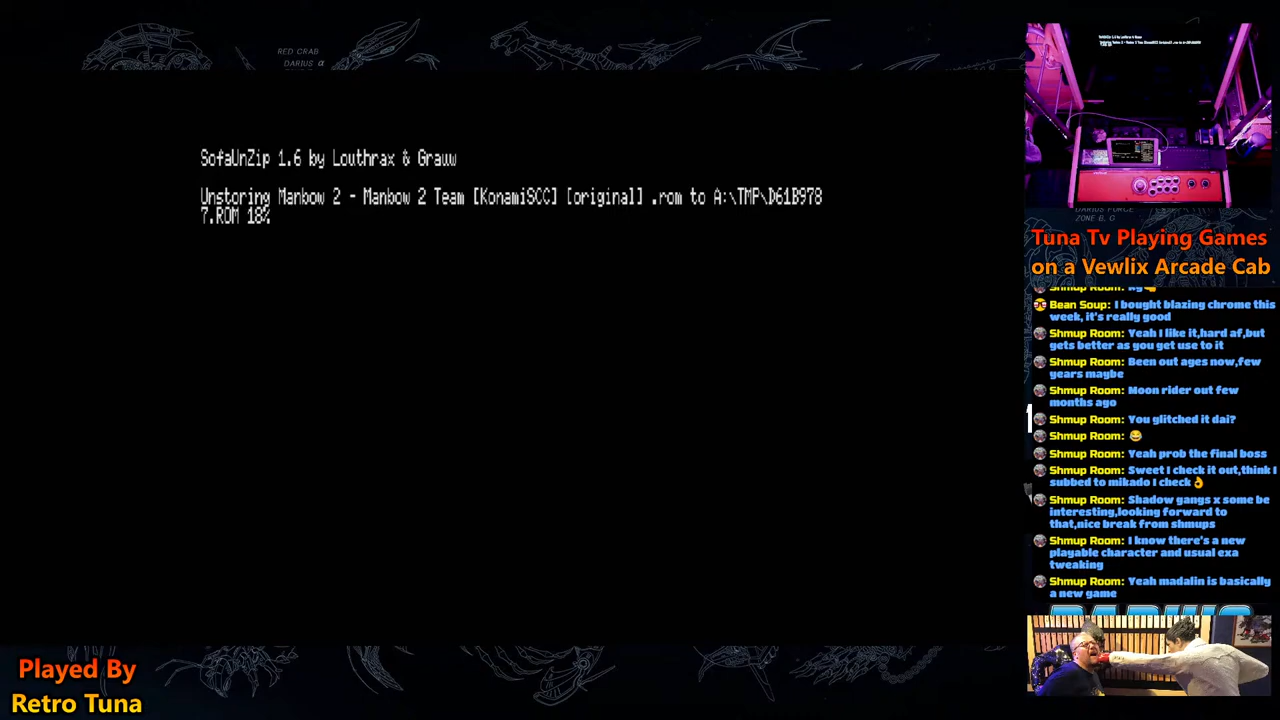 RED CRAB
DARIUS α
SofaUnZip 1.6 by Louthrax & Grauw
Unstoring Manbow 2 - Manbow 2 Team [KonamiSCC] [original] .rom to A:\TMP\D61B978
7.ROM 18%
DARIUS FORCE
ZONE B, C
Tuna Tv Playing Games
on a Vewlix Arcade Cab
Bean Soup: I bought blazing chrome this
week, it's really good
Shmup Room: Yeah I like it,hard af,but
gets better as you get use to it
Shmup Room: Been out ages now,few
years maybe
Shmup Room: Moon rider out few
months ago
Shmup Room: You glitched it dai?
Shmup Room: 😂
Shmup Room: Yeah prob the final boss
Shmup Room: Sweet I check it out,think I
subbed to mikado I check👌
Shmup Room: Shadow gangs x some be
interesting,looking forward to
that,nice break from shmups
Shmup Room: I know there's a new
playable character and usual exa
tweaking
Shmup Room: Yeah madalin is basically
a new game
Played By
Retro Tuna